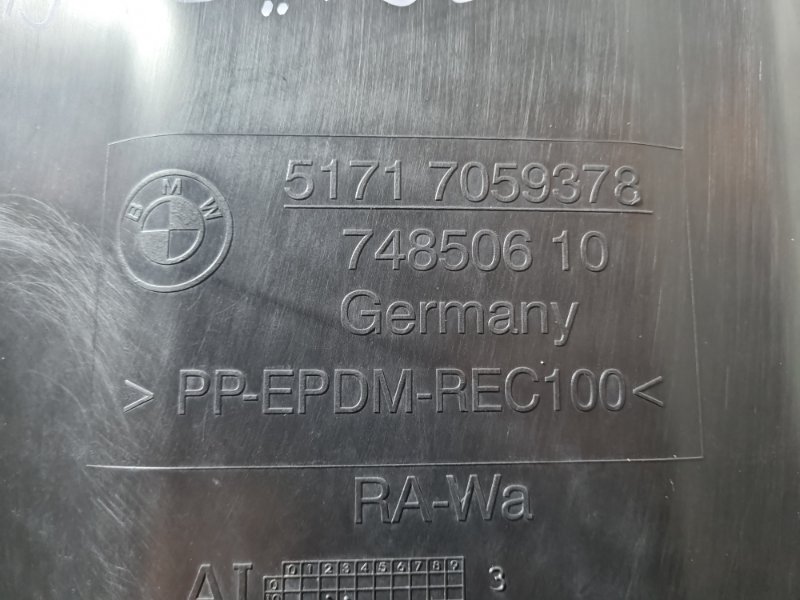 BMW
5171 7059378
748506 10
Germany
> PP-EPDM-REC100 <
RA-Wa
AI
0 1 2 3 4 5 6 7 8 9
0
3